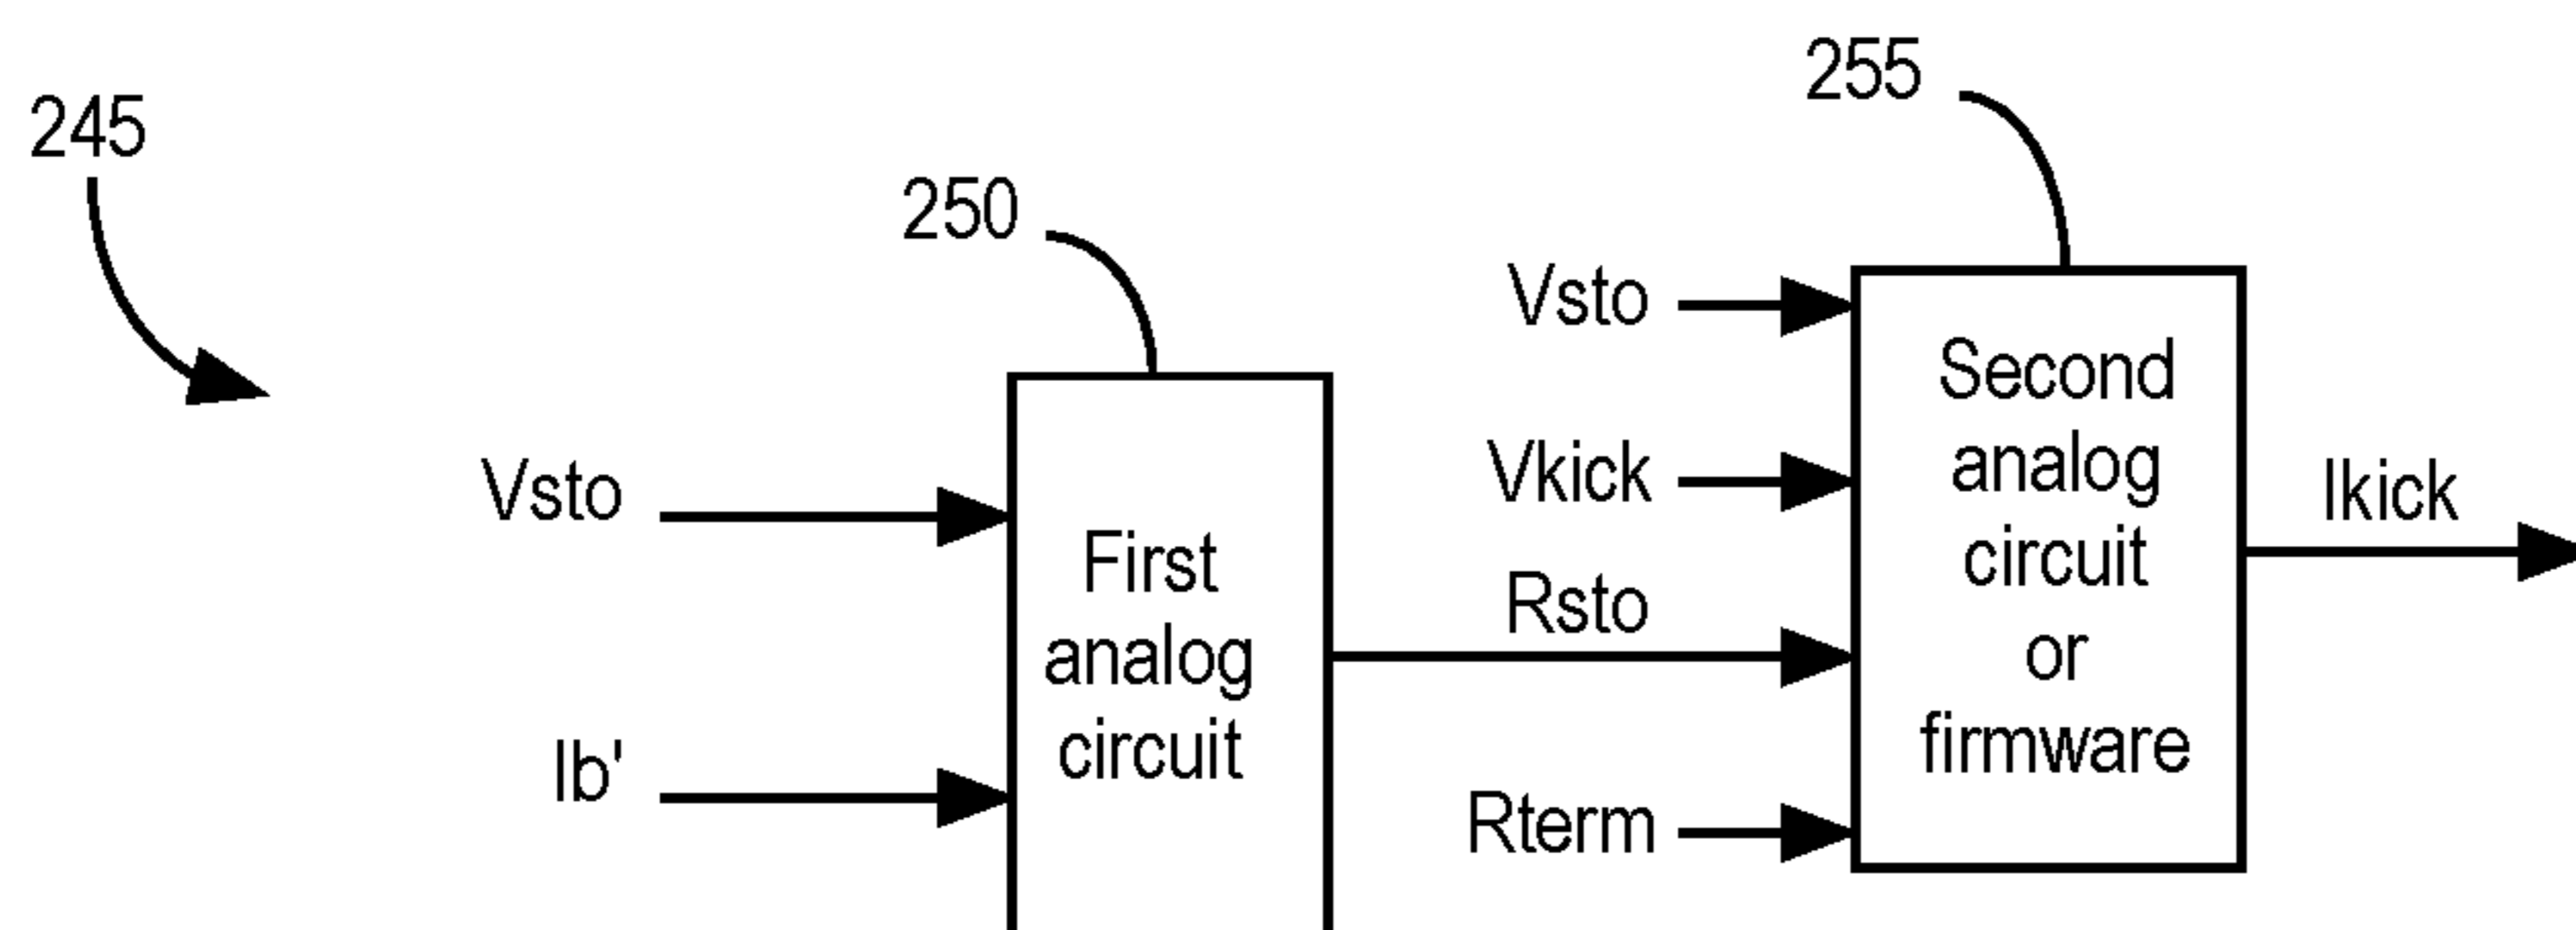 245
250
255
Vsto
Ib'
First
analog
circuit
Vsto
Vkick
Rsto
Rterm
Second
analog
circuit
or
firmware
Ikick